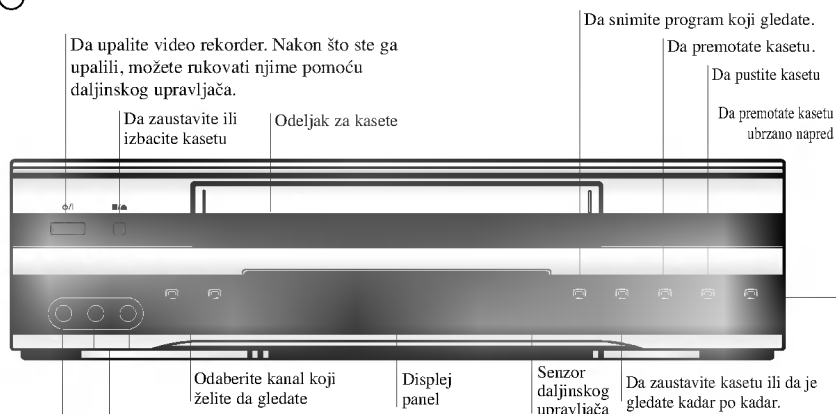 Da snimite program koji gledate.
Da upalite video rekorder. Nakon što ste ga
upalili, možete rukovati njime pomoću
daljinskog upravljača.
Da premotate kasetu.
Da pustite kasetu
Da zaustavite ili
izbacite kasetu
Odeljak za kasete
Da premotate kasetu
ubrzano napred
Odaberite kanal koji
želite da gledate
Displej
panel
Senzor
daljinskog
upravljača
Da zaustavite kasetu ili da je
gledate kadar po kadar.